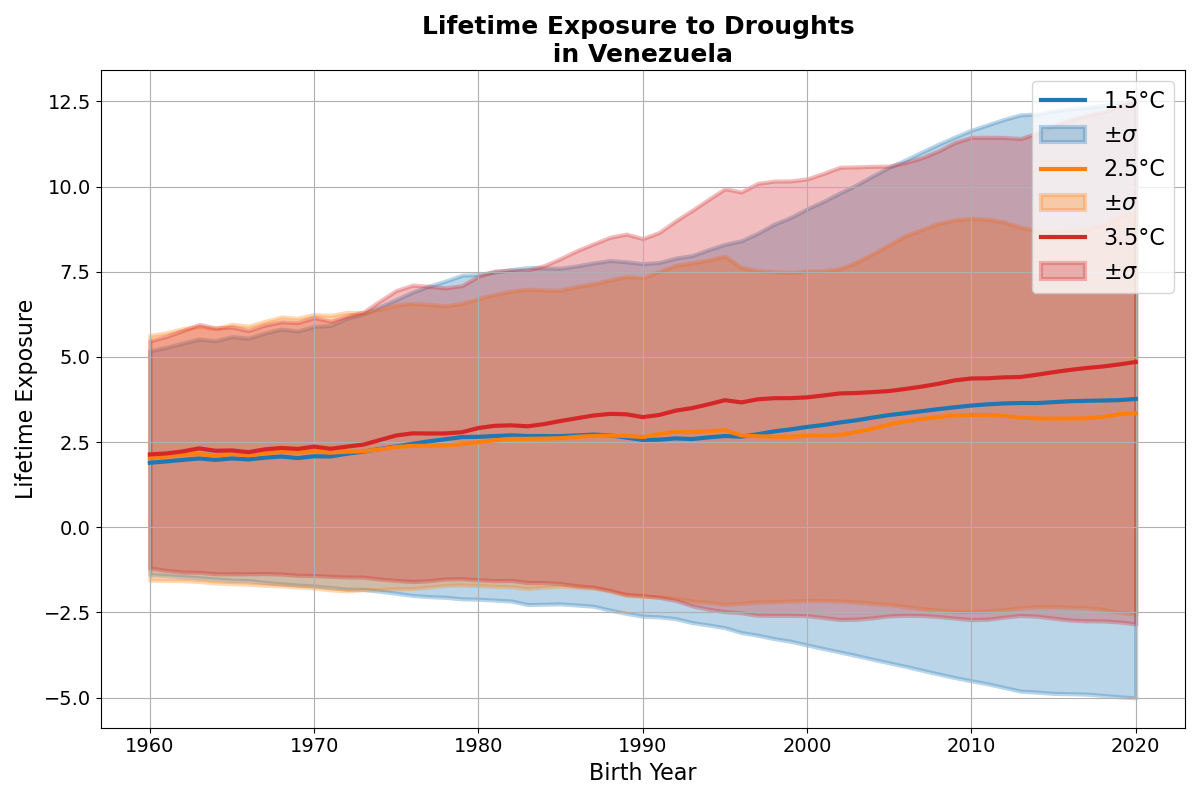 Lifetime Exposure to Droughts
in Venezuela
12.5
10.0
7.5
5.0
2.5
0.0
−2.5
−5.0
Lifetime Exposure
1960
1970
1980
1990
2000
2010
2020
Birth Year
1.5°C
±σ
2.5°C
±σ
3.5°C
±σ